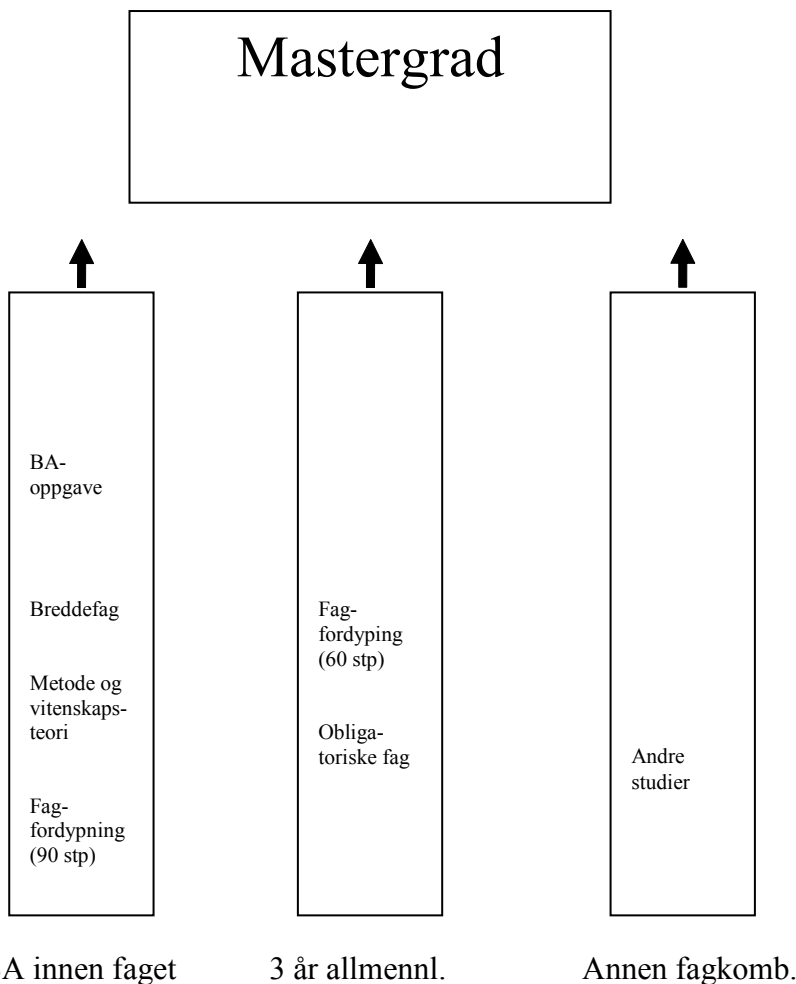 Mastergrad
BA-
oppgave
Breddefag
Metode og
vitenskaps-
teori
Fag-
fordypning
(90 stp)
Fag-
fordyping
(60 stp)
Obliga-
toriske fag
Andre
studier
A innen faget
3 år allmennl.
Annen fagkomb.